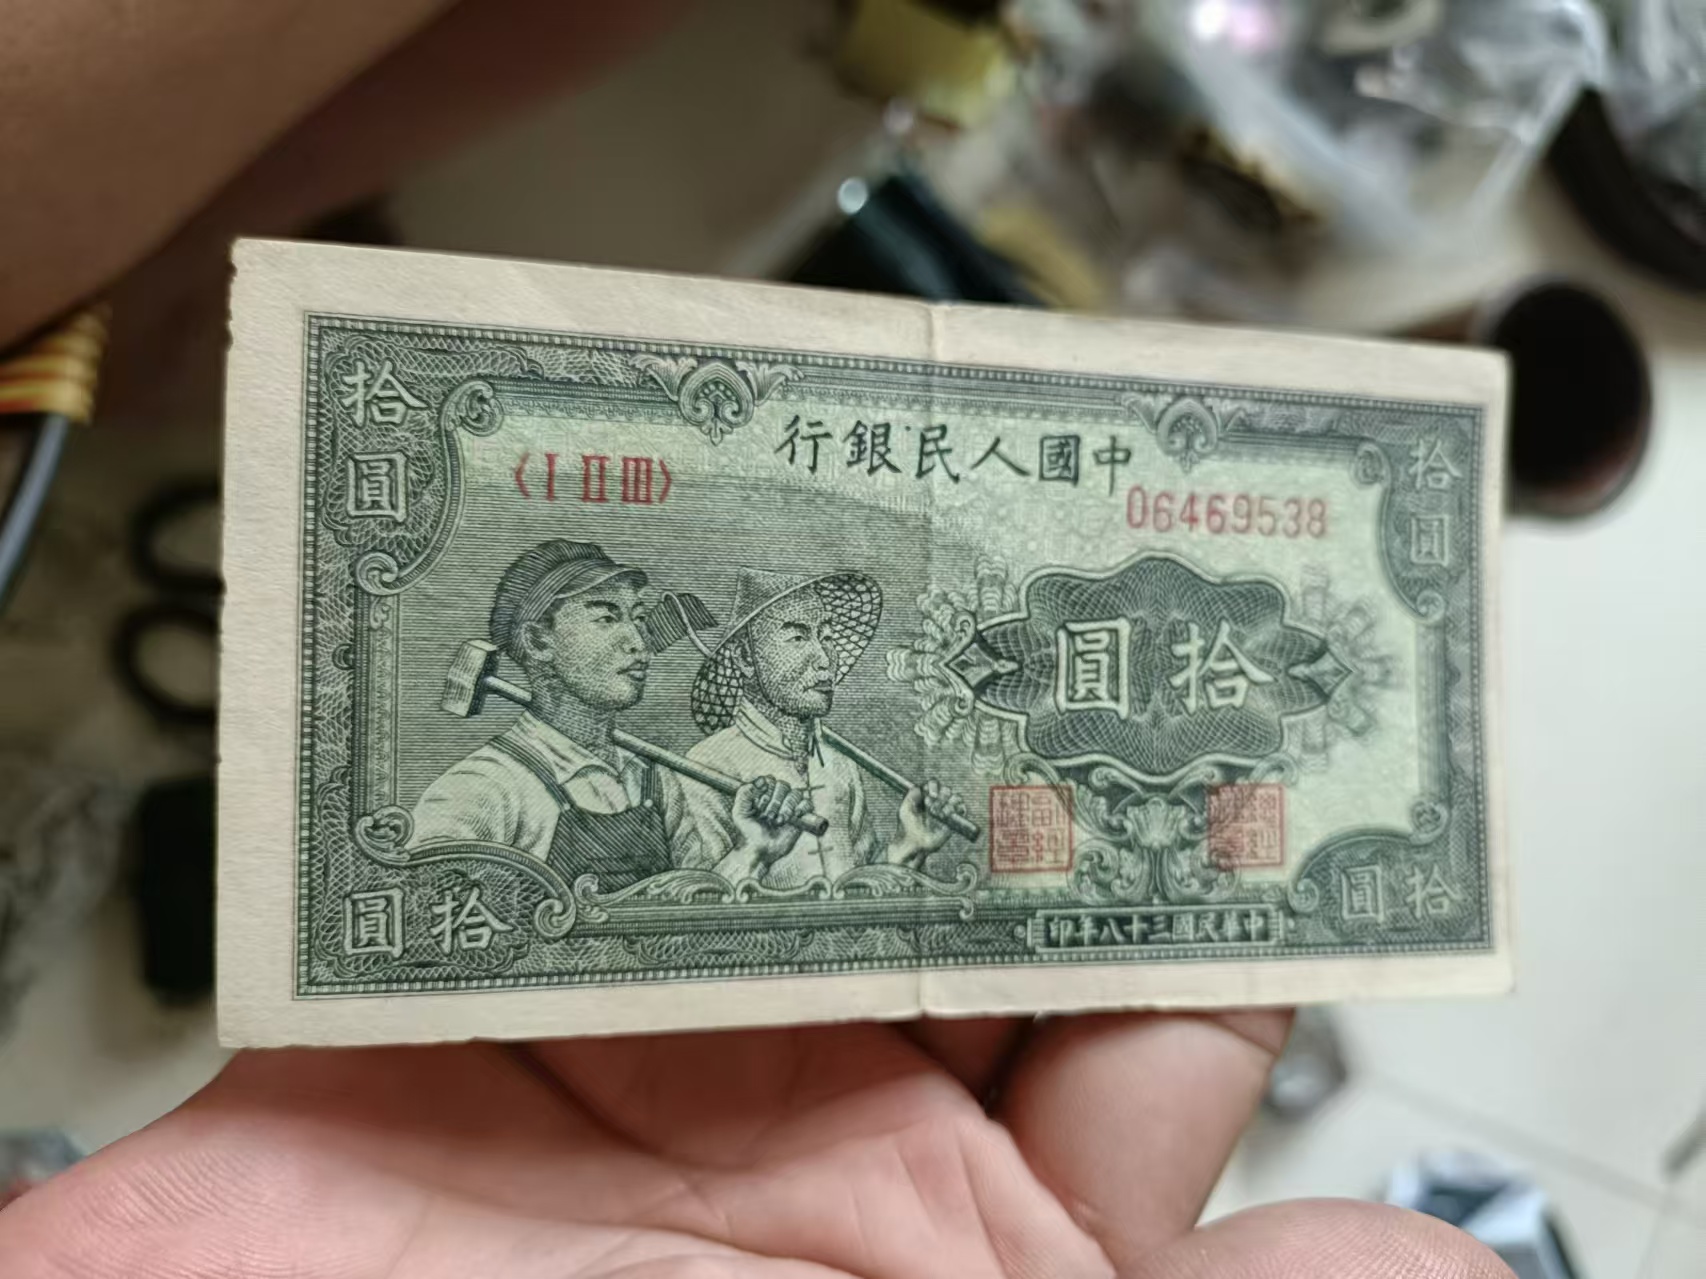 中國人民銀行
〈I II III〉
06469538
拾圓
拾圓
拾圓
拾圓
拾圓
中華民國三十八年印